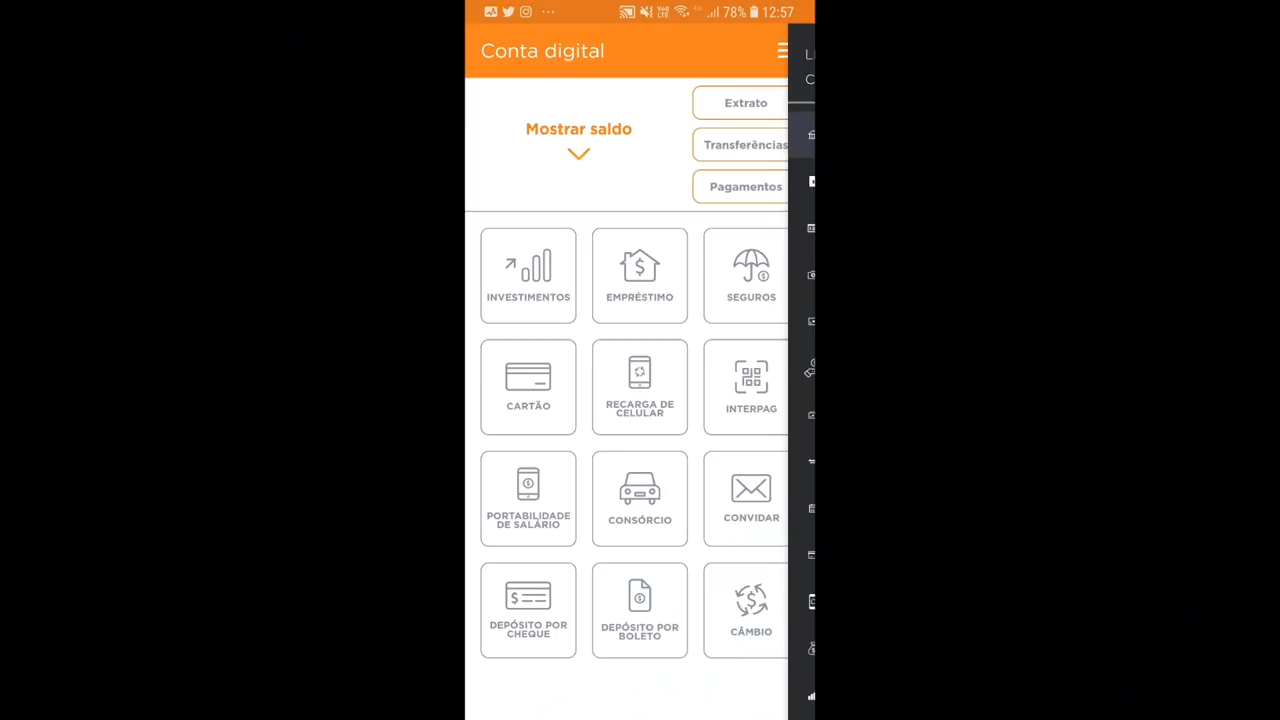 78% 12:57
Conta digital
Extrato
Mostrar saldo
Transferências
Pagamentos
INVESTIMENTOS
EMPRÉSTIMO
SEGUROS
CARTÃO
RECARGA DE
CELULAR
INTERPAG
PORTABILIDADE
DE SALÁRIO
CONSÓRCIO
CONVIDAR
DEPÓSITO POR
CHEQUE
DEPÓSITO POR
BOLETO
CÂMBIO